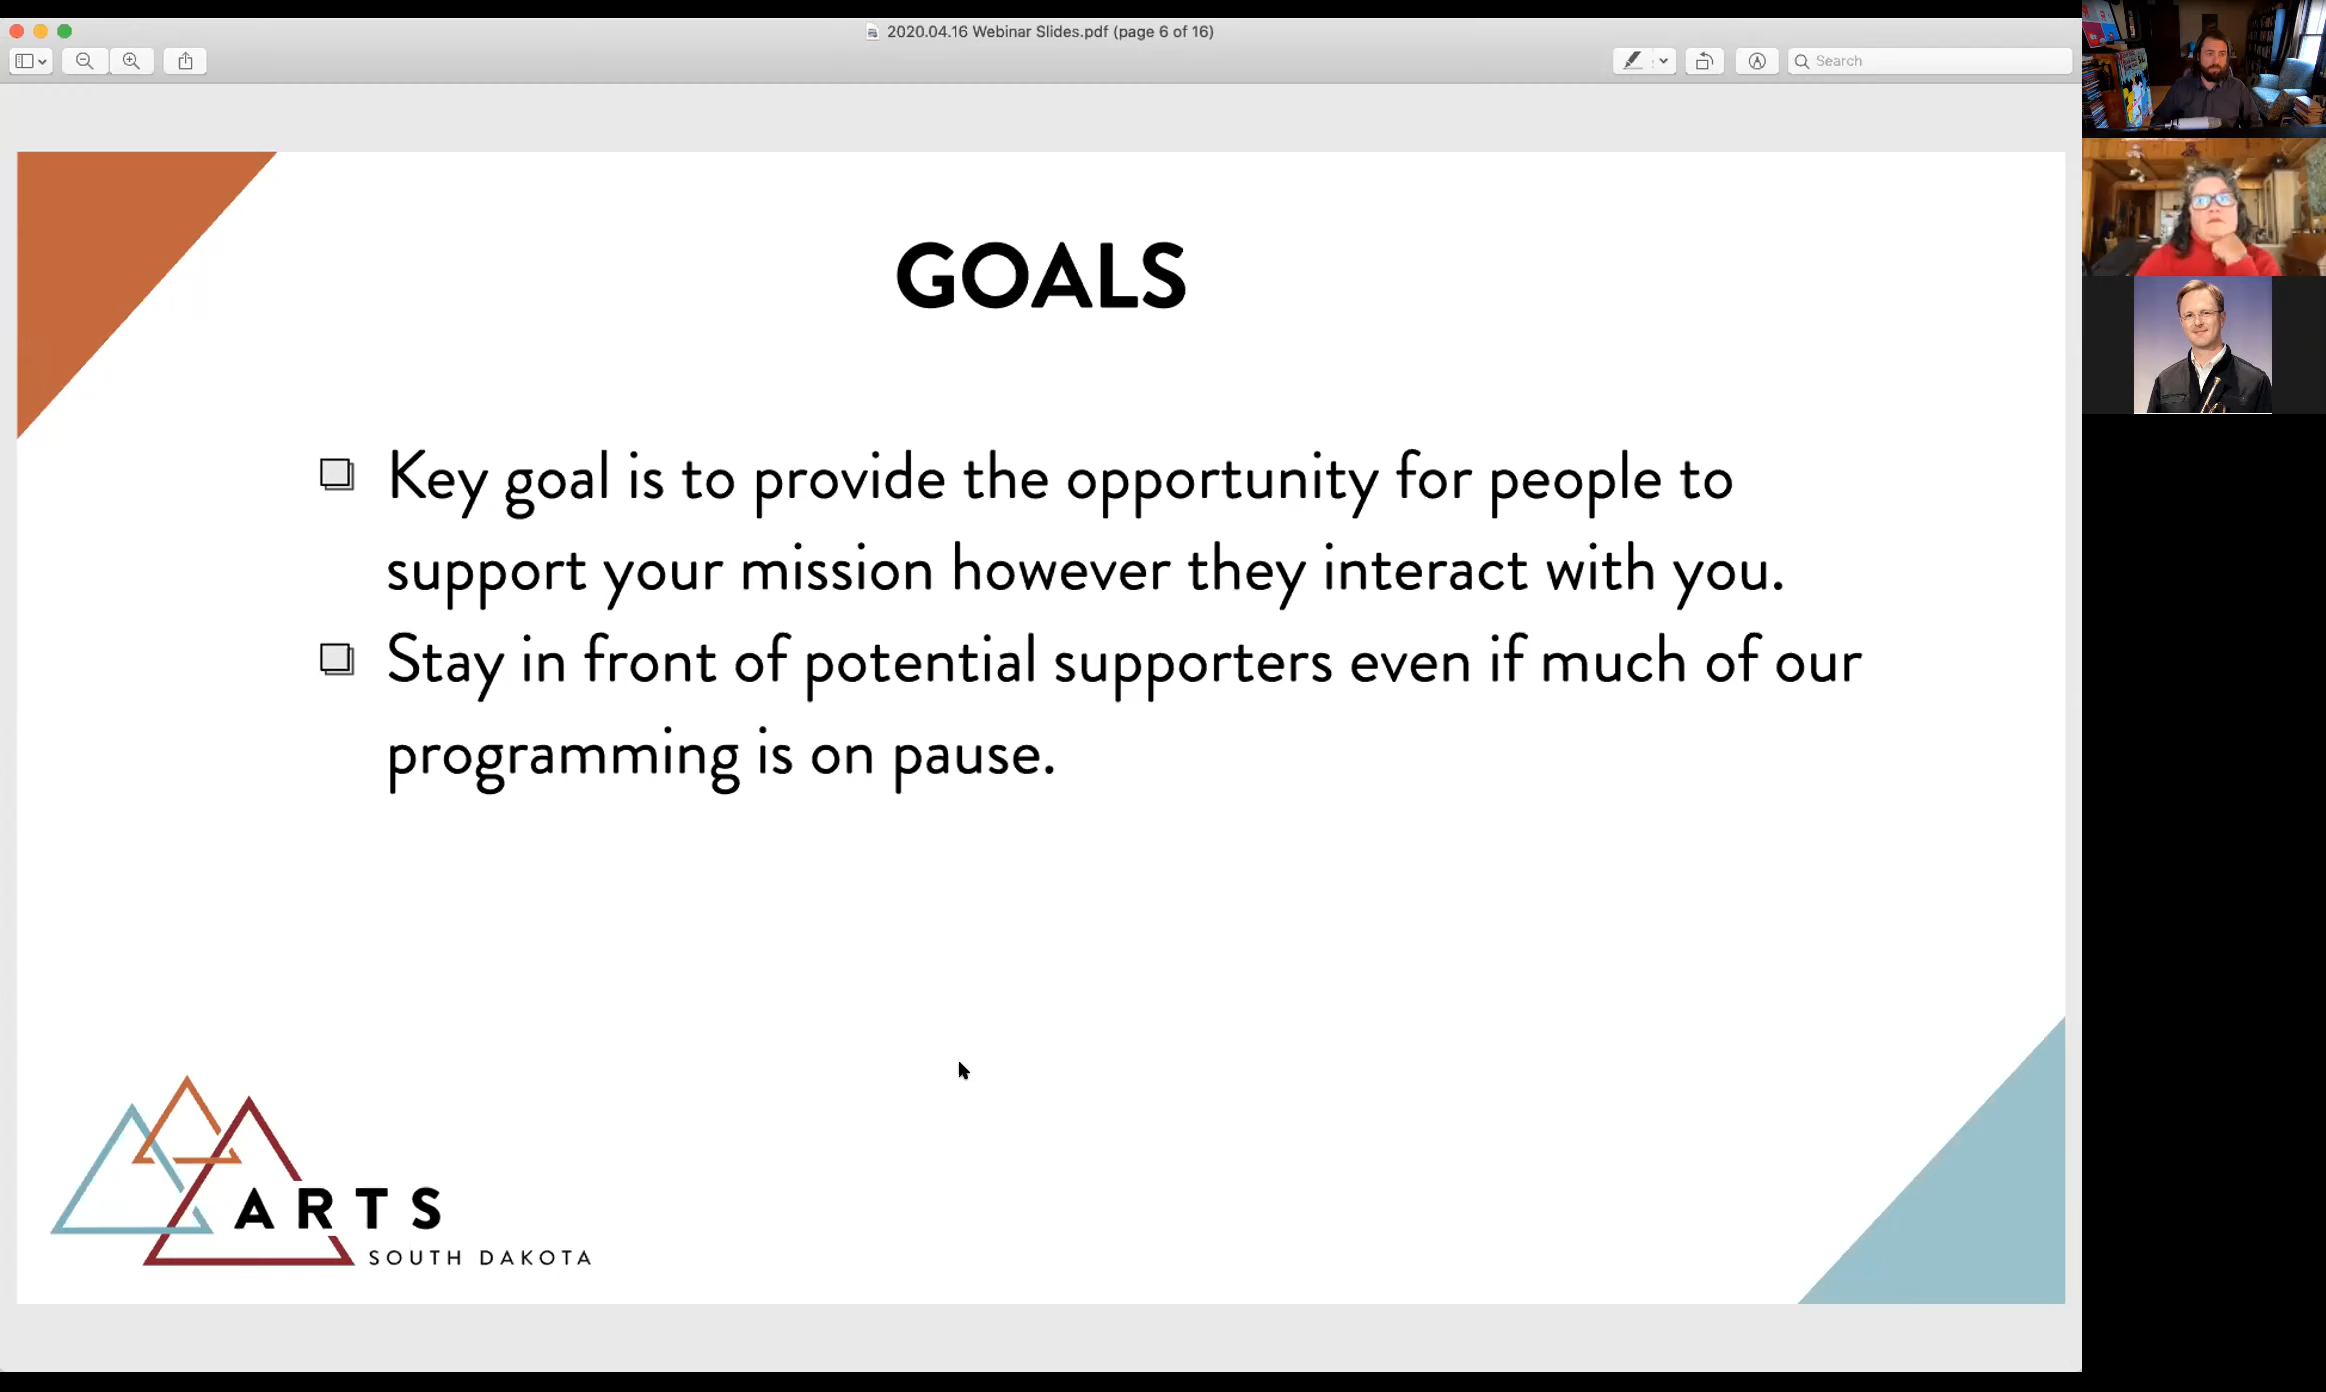 2020.04.16 Webinar Slides.pdf (page 6 of 16)
Search
GOALS
Key goal is to provide the opportunity for people to
support your mission however they interact with you.
Stay in front of potential supporters even if much of our
programming is on pause.
ARTS
SOUTH DAKOTA